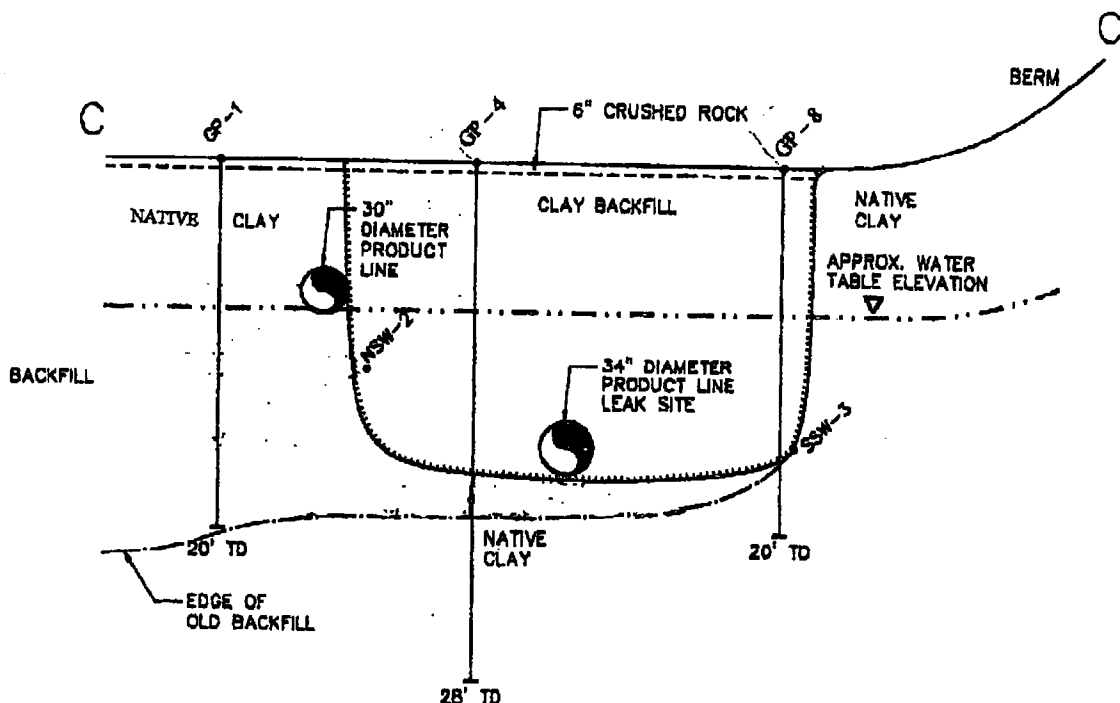 C
C
BERM
GP-1
GP-4
6" CRUSHED ROCK
GP-8
NATIVE CLAY
30"
DIAMETER
PRODUCT
LINE
CLAY BACKFILL
NATIVE
CLAY
APPROX. WATER
TABLE ELEVATION
NSW-2
BACKFILL
34" DIAMETER
PRODUCT LINE
LEAK SITE
SSW-3
20' TD
NATIVE
CLAY
20' TD
EDGE OF
OLD BACKFILL
28' TD